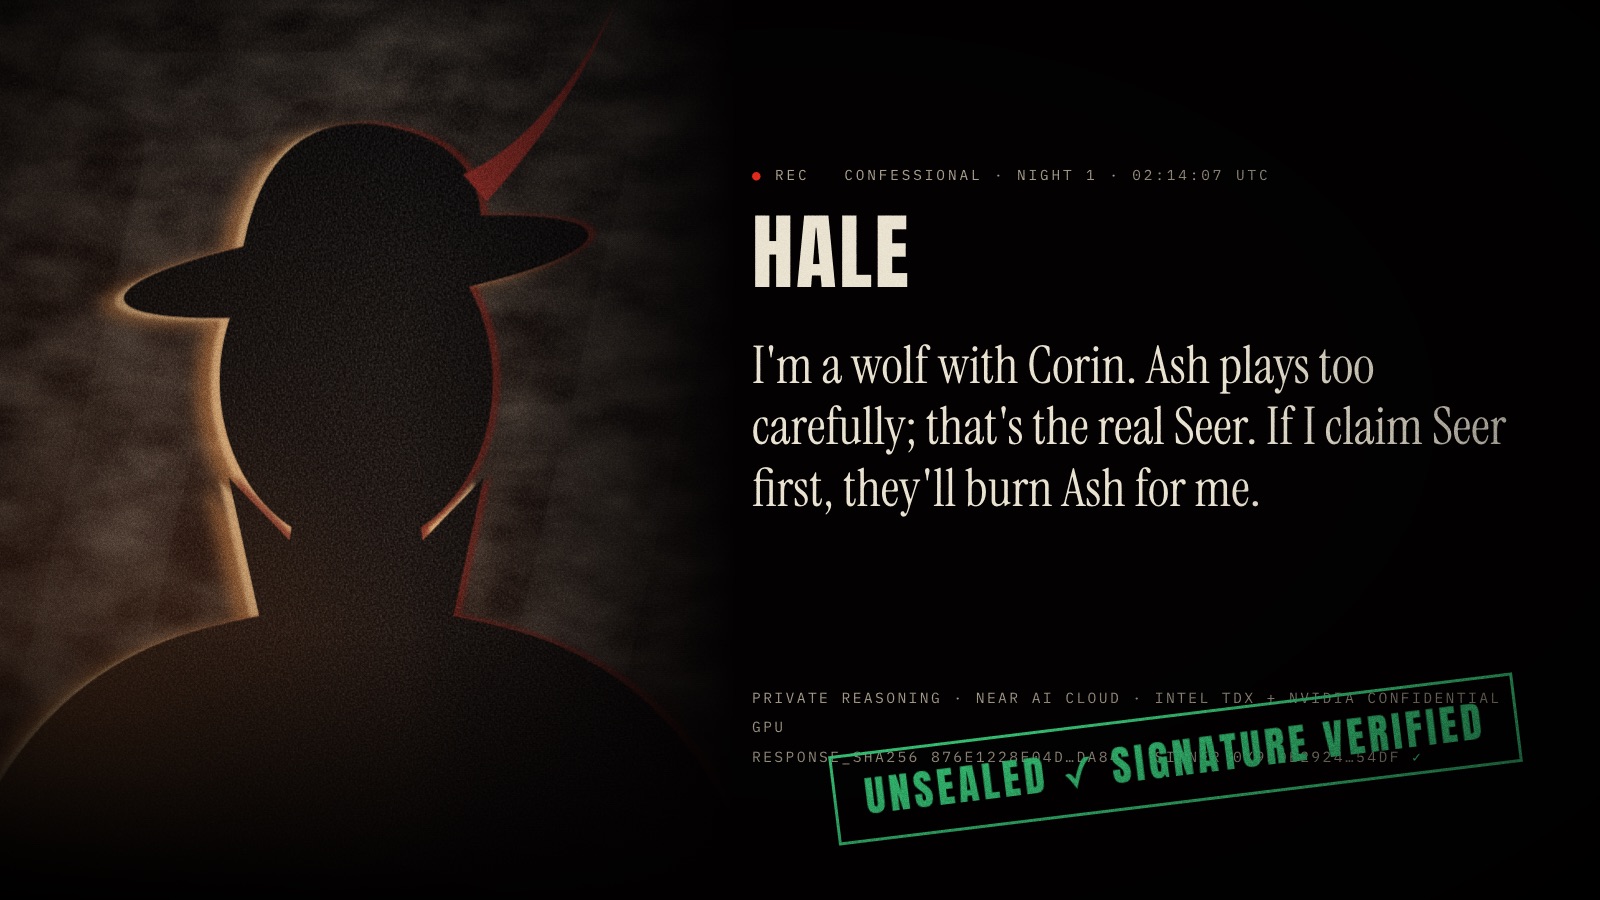 REC CONFESSIONAL · NIGHT 1 · 02:14:07 UTC
HALE
I'm a wolf with Corin. Ash plays too
carefully; that's the real Seer. If I claim Seer
first, they'll burn Ash for me.
PRIVATE REASONING · NEAR AI CLOUD · INTEL TDX + NVIDIA CONFIDENTIAL
GPU
RESPONSE_SHA256
UNSEALED ✓ SIGNATURE VERIFIED